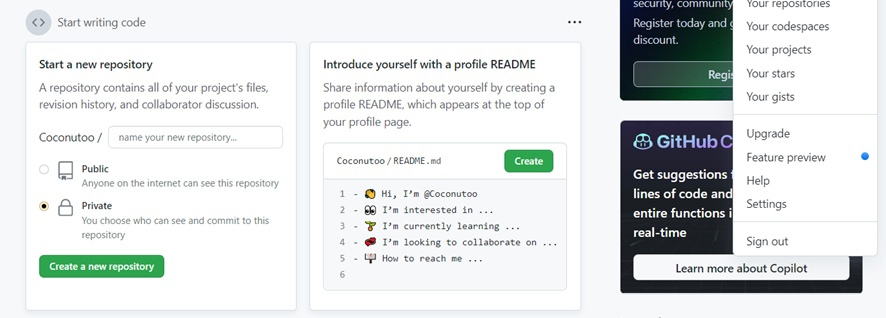 Start writing code
Start a new repository
A repository contains all of your project's files,
revision history, and collaborator discussion.
Coconutoo /
name your new repository...
Public
Anyone on the internet can see this repository
Private
You choose who can see and commit to this
repository
Create a new repository
Introduce yourself with a profile README
Share information about yourself by creating a
profile README, which appears at the top of
your profile page.
Coconutoo / README.md
Create
1 - 👋 Hi, I'm @Coconutoo
2 - 👀 I'm interested in ...
3 - 🌱 I'm currently learning ...
4 - 💞️ I'm looking to collaborate on ...
5 - 📫 How to reach me ...
6
security, community
Register today and
discount.
GitHub
Get suggestions
lines of code and
entire functions
real-time
Learn more about Copilot
Your repositories
Your codespaces
Your projects
Your stars
Your gists
Upgrade
Feature preview
Help
Settings
Sign out